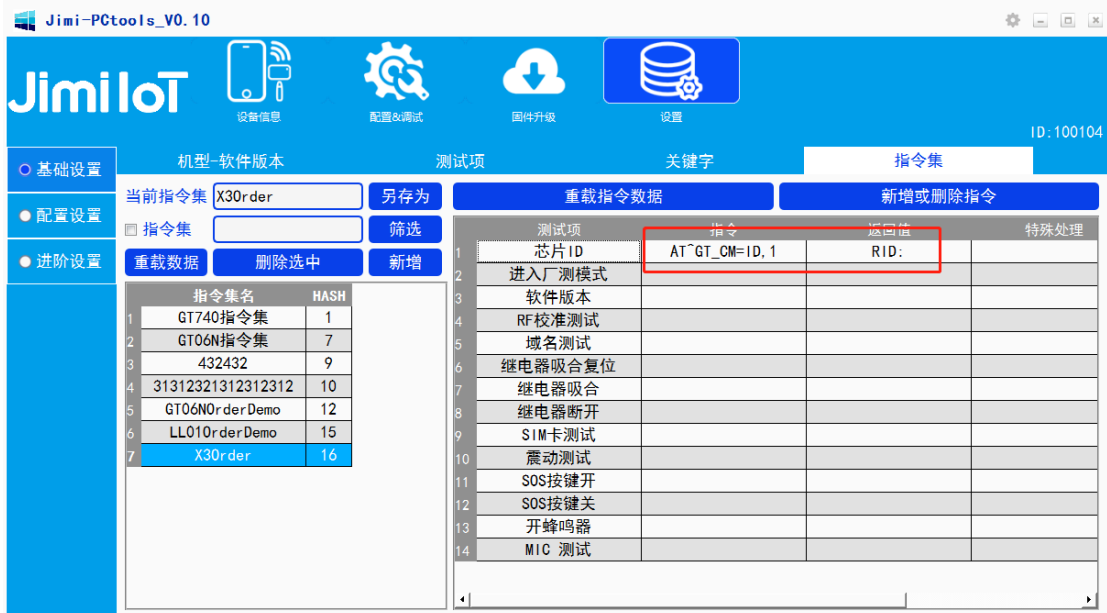 Jimi-PCtools_V0.10
Jimi IoT
设备信息
配置&调试
固件升级
设置
ID:100104
基础设置
配置设置
进阶设置
机型-软件版本
测试项
关键字
指令集
当前指令集 X3Order 另存为
指令集 筛选
重载数据 删除选中 新增
指令集名 HASH
1 GT740指令集 1
2 GT06N指令集 7
3 432432 9
4 31312321312312312 10
5 GT06NOrderDemo 12
6 LL01OrderDemo 15
7 X3Order 16
重载指令数据 新增或删除指令
测试项 指令 返回值 特殊处理
1 芯片ID AT^GT_CM=ID,1 RID:
2 进入厂测模式
3 软件版本
4 RF校准测试
5 域名测试
6 继电器吸合复位
7 继电器吸合
8 继电器断开
9 SIM卡测试
10 震动测试
11 SOS按键开
12 SOS按键关
13 开蜂鸣器
14 MIC 测试